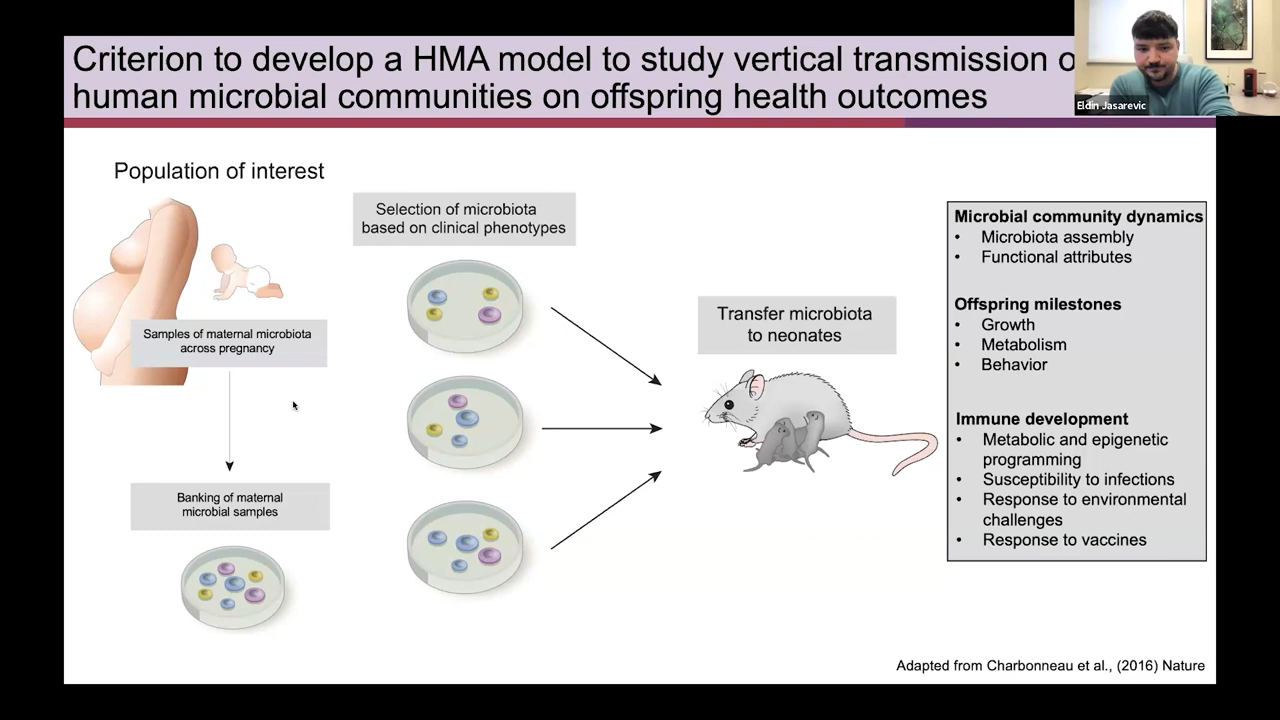 Criterion to develop a HMA model to study vertical transmission o
human microbial communities on offspring health outcomes
Eldin Jasarevic
Population of interest
Samples of maternal microbiota
across pregnancy
Banking of maternal
microbial samples
Selection of microbiota
based on clinical phenotypes
Transfer microbiota
to neonates
Microbial community dynamics
• Microbiota assembly
• Functional attributes
Offspring milestones
• Growth
• Metabolism
• Behavior
Immune development
• Metabolic and epigenetic
programming
• Susceptibility to infections
• Response to environmental
challenges
• Response to vaccines
Adapted from Charbonneau et al., (2016) Nature